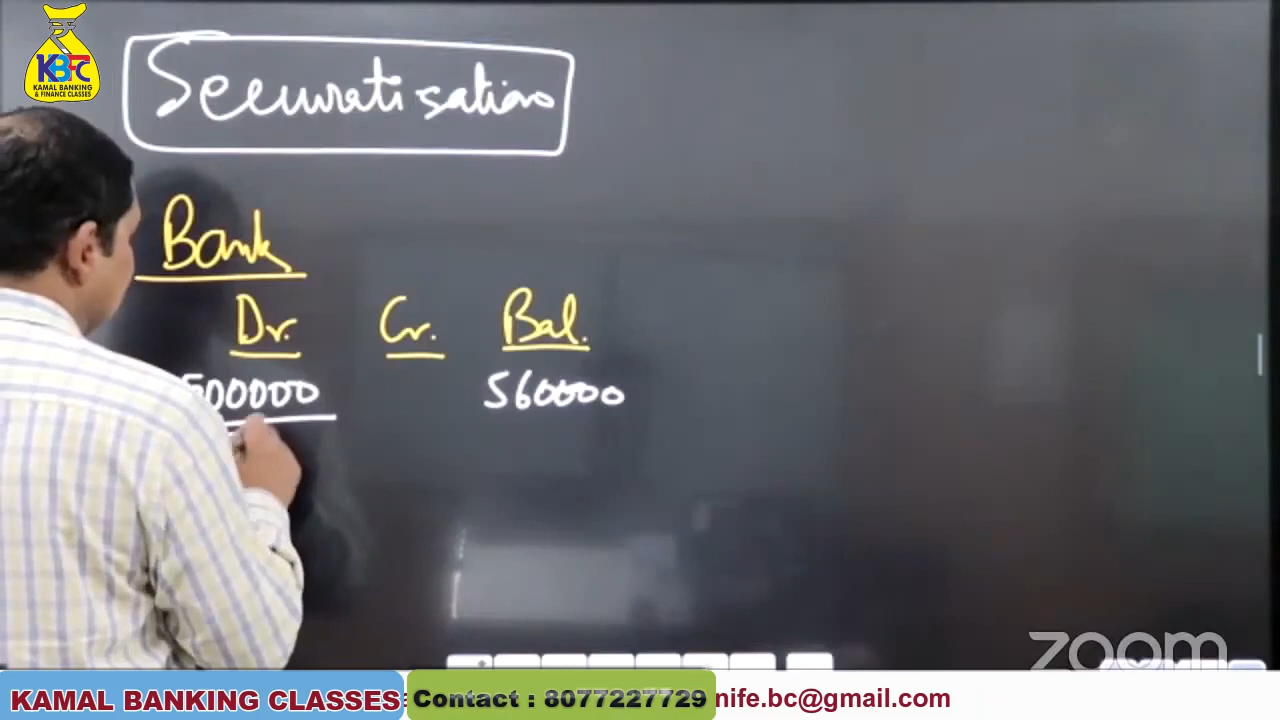 KBFC
KAMAL BANKING
& FINANCE CLASSES
Securatisation
Bank
Dr. Cr. Bal.
500000 560000
zoom
KAMAL BANKING CLASSES Contact : 8077227729 nife.bc@gmail.com